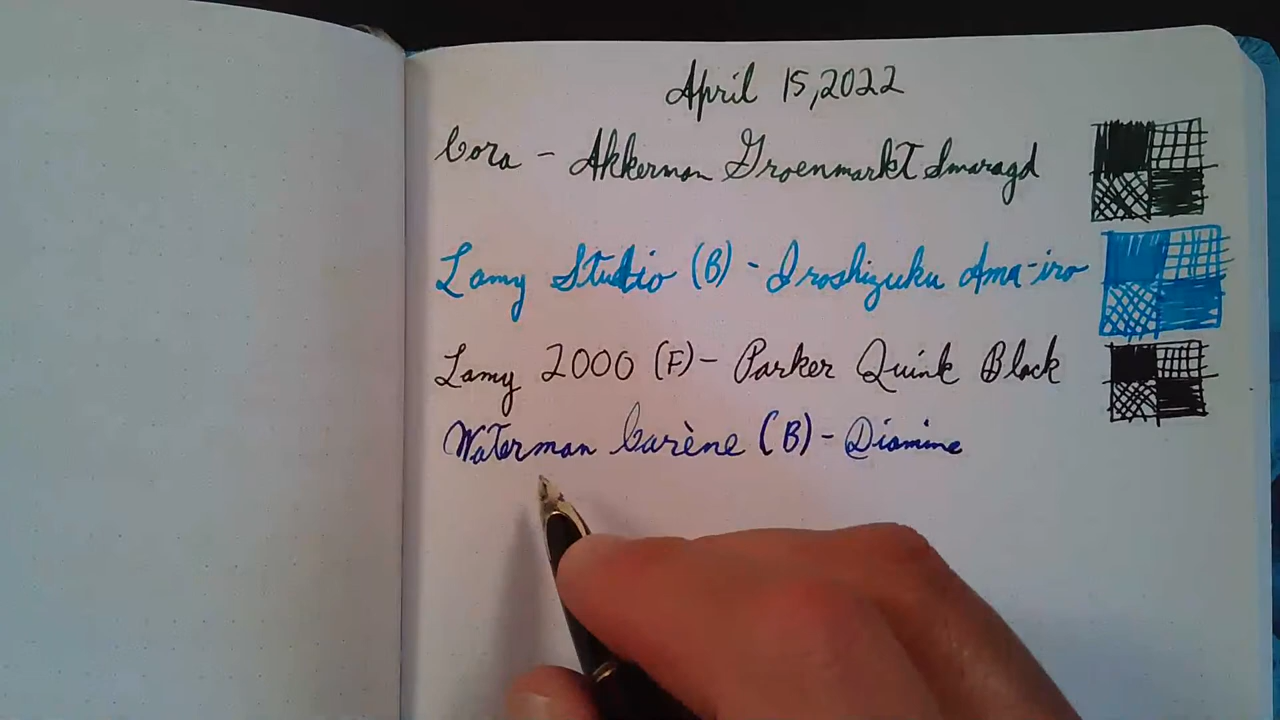 April 15, 2022
Cora - Akkerman Groenmarkt Smaragd
Lamy Studio (B) - Iroshizuku Ama-iro
Lamy 2000 (F) - Parker Quink Black
Waterman Carène (B) - Diamine